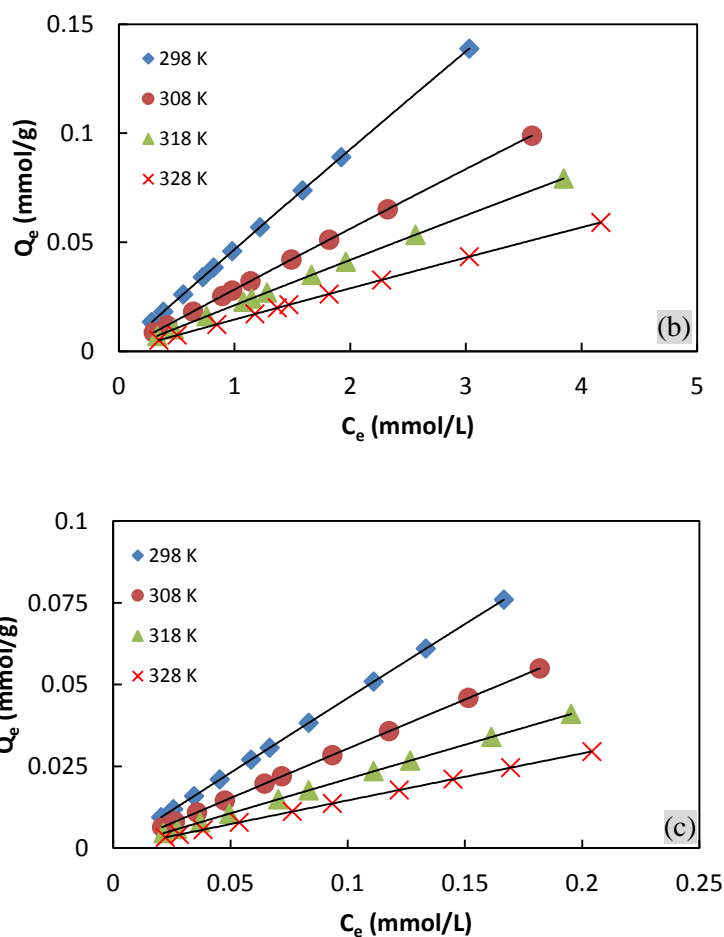 0.15
298 K
308 K
0.1
318 K
328 K
Qe (mmol/g)
0.05
(b)
0
0 1 2 3 4 5
Ce (mmol/L)
0.1
298 K
308 K
0.075
318 K
328 K
Qe (mmol/g)
0.05
0.025
(c)
0
0 0.05 0.1 0.15 0.2 0.25
Ce (mmol/L)